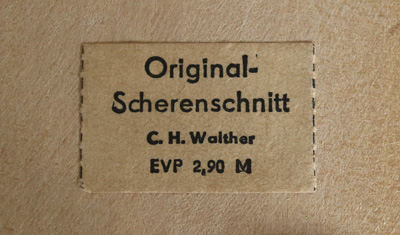 Original-
Scherenschnitt
C. H. Walther
EVP 2,90 M